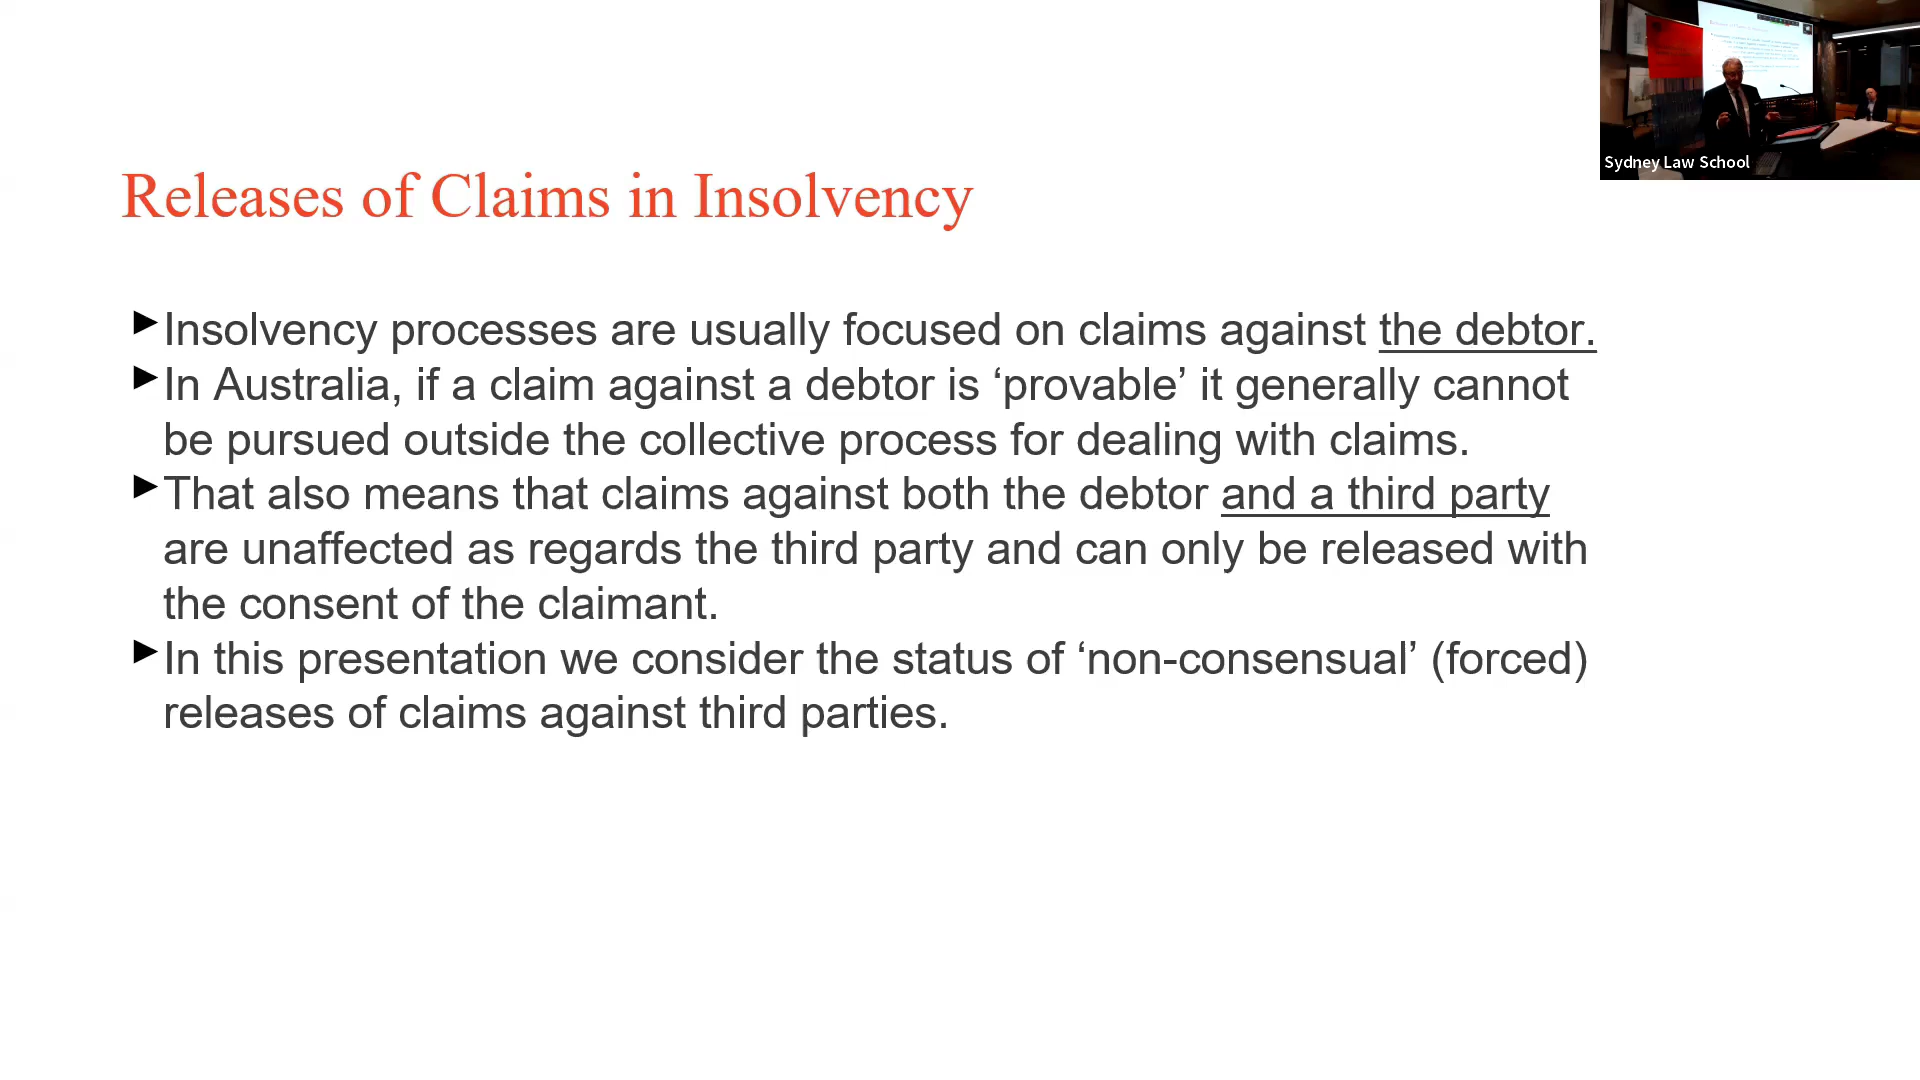 Sydney Law School
Releases of Claims in Insolvency
►Insolvency processes are usually focused on claims against the debtor.
►In Australia, if a claim against a debtor is ‘provable’ it generally cannot
be pursued outside the collective process for dealing with claims.
►That also means that claims against both the debtor and a third party
are unaffected as regards the third party and can only be released with
the consent of the claimant.
►In this presentation we consider the status of ‘non-consensual’ (forced)
releases of claims against third parties.